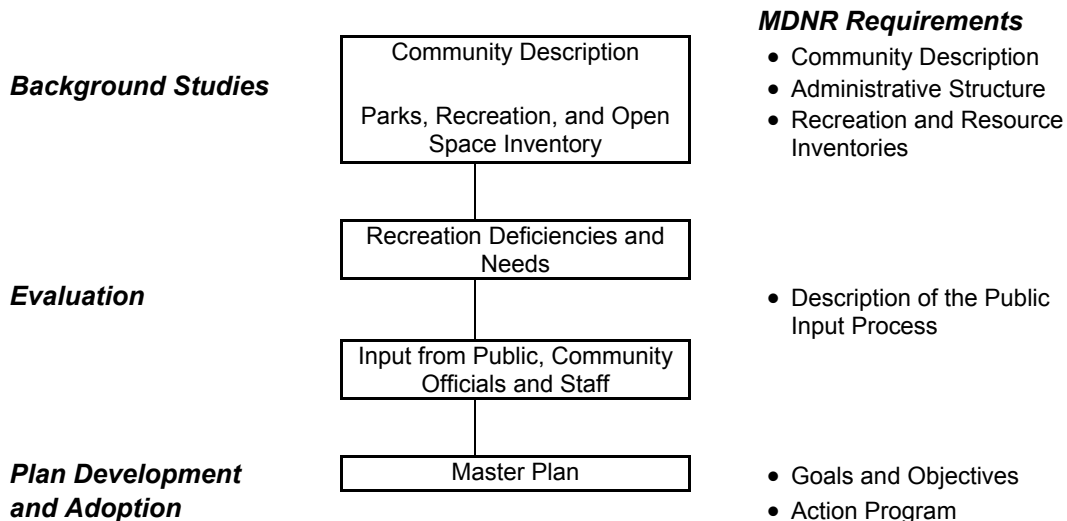 MDNR Requirements
Background Studies
Community Description
Parks, Recreation, and Open
Space Inventory
• Community Description
• Administrative Structure
• Recreation and Resource
Inventories
Recreation Deficiencies and
Needs
Evaluation
• Description of the Public
Input Process
Input from Public, Community
Officials and Staff
Plan Development
and Adoption
Master Plan
• Goals and Objectives
• Action Program